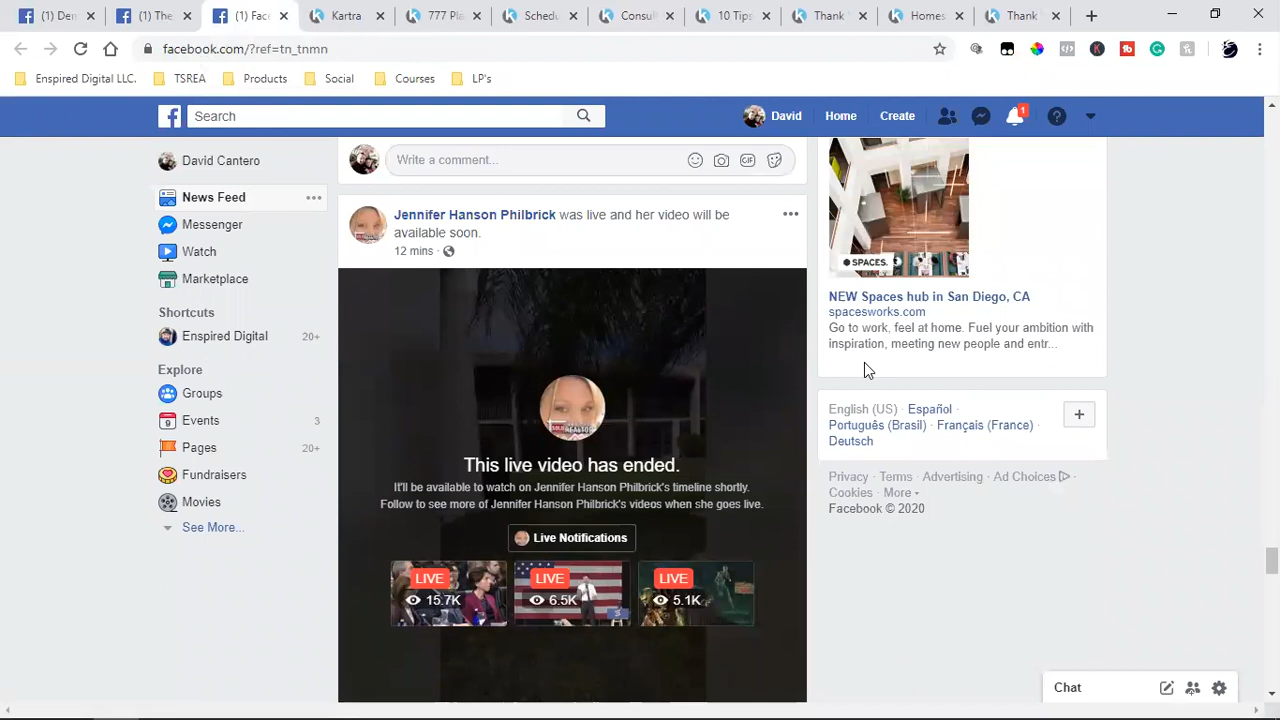 (1) Den
(1) The
(1) Face
Kartra
777 Pla
Schedu
Consul
10 Tips
Thank
Homes
Thank
facebook.com/?ref=tn_tnmn
Enspired Digital LLC.
TSREA
Products
Social
Courses
LP's
Search
David
Home
Create
1
David Cantero
News Feed
Messenger
Watch
Marketplace
Shortcuts
Enspired Digital 20+
Explore
Groups
Events 3
Pages 20+
Fundraisers
Movies
See More...
Write a comment...
GIF
Jennifer Hanson Philbrick was live and her video will be
available soon.
12 mins ·
This live video has ended.
It'll be available to watch on Jennifer Hanson Philbrick's timeline shortly.
Follow to see more of Jennifer Hanson Philbrick's videos when she goes live.
Live Notifications
LIVE
15.7K
LIVE
6.5K
LIVE
5.1K
SPACES.
NEW Spaces hub in San Diego, CA
spacesworks.com
Go to work, feel at home. Fuel your ambition with
inspiration, meeting new people and entr...
English (US) · Español ·
Português (Brasil) · Français (France) ·
Deutsch
Privacy · Terms · Advertising · Ad Choices ·
Cookies · More
Facebook © 2020
Chat